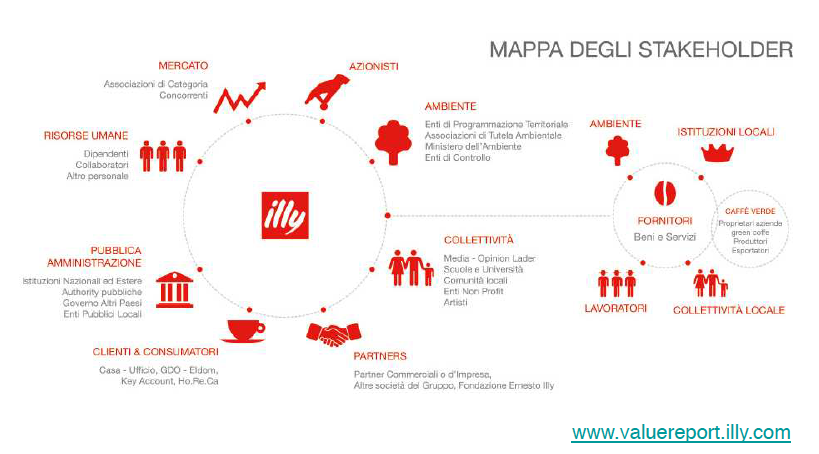 MAPPA DEGLI STAKEHOLDER
MERCATO
Associazioni di Categoria
Concorrenti
AZIONISTI
AMBIENTE
Enti di Programmazione Territoriale
Associazioni di Tutela Ambientale
Ministero dell'Ambiente
Enti di Controllo
RISORSE UMANE
Dipendenti
Collaboratori
Altro personale
illy
PUBBLICA
AMMINISTRAZIONE
Istituzioni Nazionali ed Estere
Authority pubbliche
Governo Altri Paesi
Enti Pubblici Locali
COLLETTIVITÀ
Media - Opinion Lader
Scuole e Università
Comunità locali
Enti Non Profit
Artisti
CLIENTI & CONSUMATORI
Casa - Ufficio, GDO - Eldom,
Key Account, Ho.Re.Ca
PARTNERS
Partner Commerciali o d'Impresa,
Altre società del Gruppo, Fondazione Ernesto Illy
AMBIENTE
ISTITUZIONI LOCALI
FORNITORI
Beni e Servizi
CAFFÈ VERDE
Proprietari aziende
green coffe
Produttori
Esportatori
LAVORATORI
COLLETTIVITÀ LOCALE
www.valuereport.illy.com